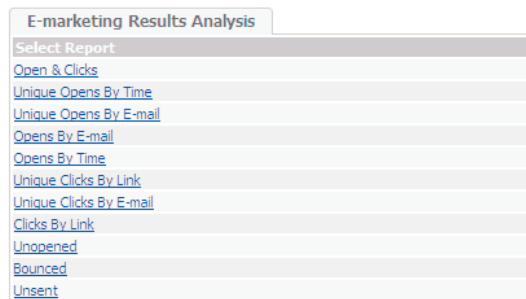 E-marketing Results Analysis
Select Report
Open & Clicks
Unique Opens By Time
Unique Opens By E-mail
Opens By E-mail
Opens By Time
Unique Clicks By Link
Unique Clicks By E-mail
Clicks By Link
Unopened
Bounced
Unsent